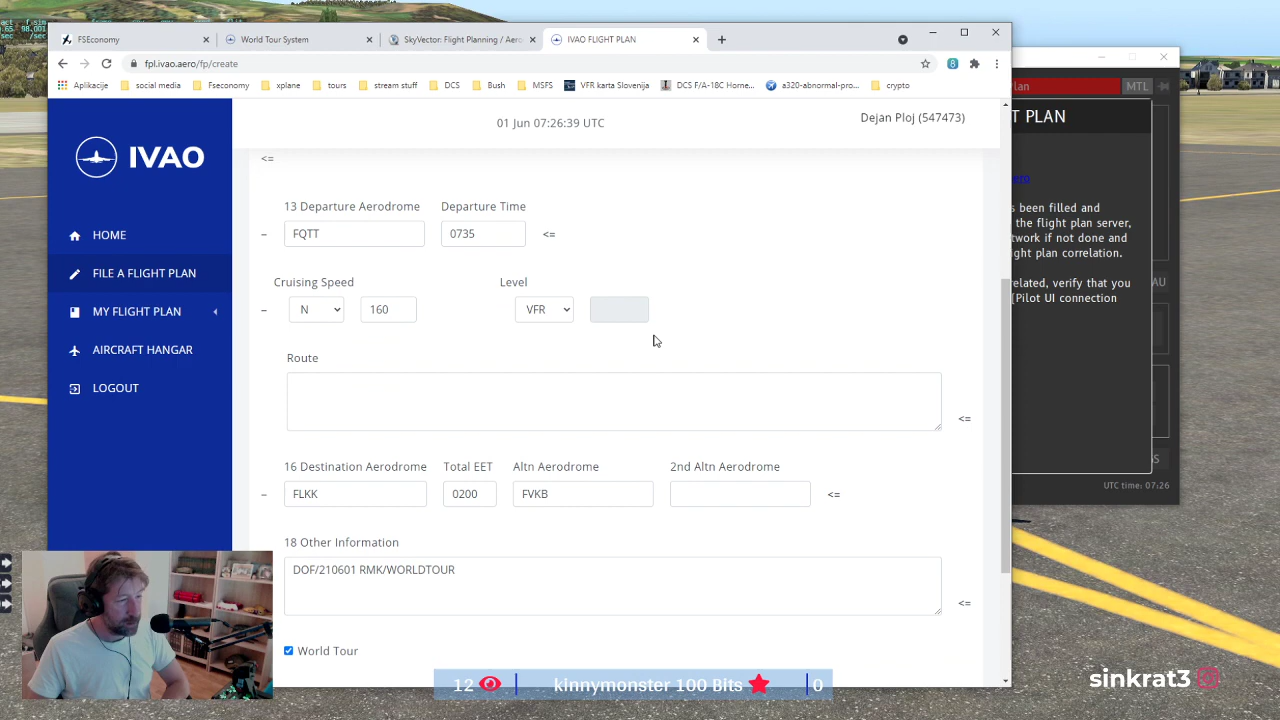 FSEconomy
World Tour System
SkyVector: Flight Planning / Aero
IVAO FLIGHT PLAN
fpl.ivao.aero/fp/create
Aplikacije
social media
Fseconomy
xplane
tours
stream stuff
DCS
Bush
MSFS
VFR karta Slovenija
DCS F/A-18C Horne...
a320-abnormal-pro...
crypto
IVAO
01 Jun 07:26:39 UTC
Dejan Ploj (547473)
HOME
FILE A FLIGHT PLAN
MY FLIGHT PLAN
AIRCRAFT HANGAR
LOGOUT
<=
13 Departure Aerodrome
Departure Time
– FQTT
0735 <=
Cruising Speed
Level
– N 160
VFR
Route
<=
16 Destination Aerodrome
Total EET
Altn Aerodrome
2nd Altn Aerodrome
– FLKK
0200
FVKB
<=
18 Other Information
DOF/210601 RMK/WORLDTOUR
<=
World Tour
lan
MTL
T PLAN
ero
s been filled and
the flight plan server,
twork if not done and
ght plan correlation.
related, verify that you
[Pilot UI connection
AU
GS
UTC time: 07:26
12
kinnymonster 100 Bits
0
sinkrat3